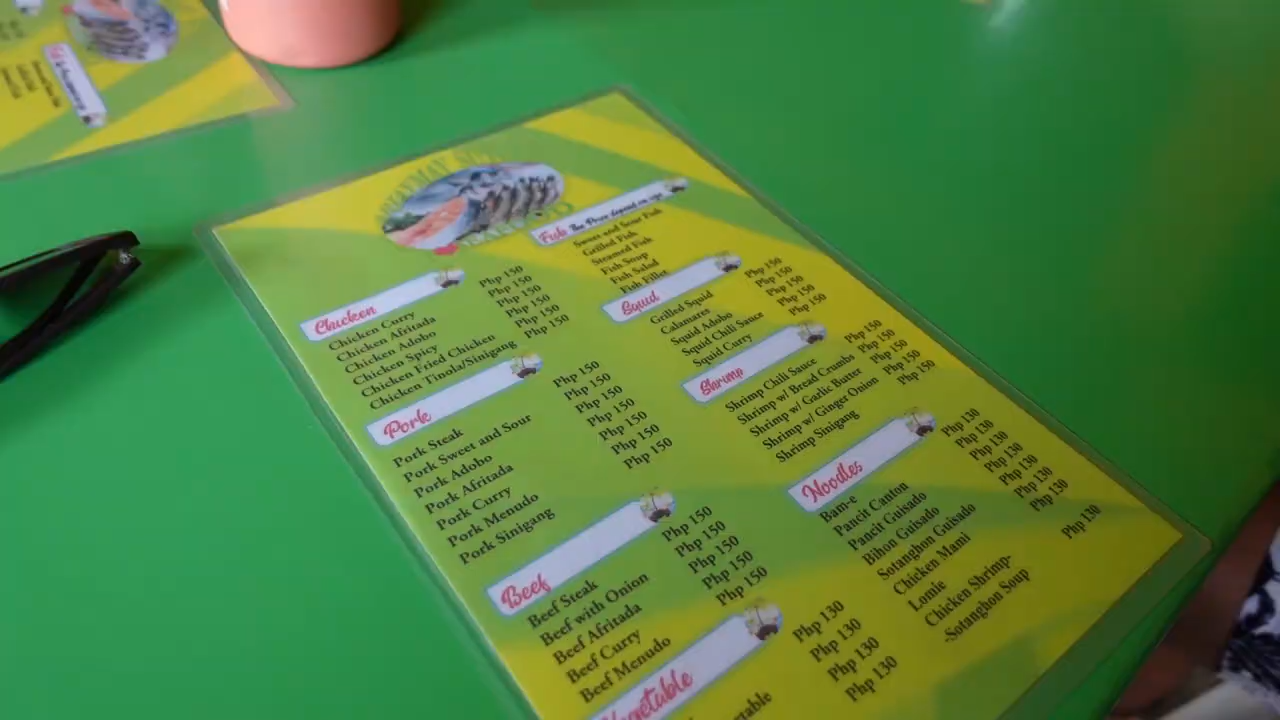 Chicken
Chicken Curry Php 150
Chicken Afritada Php 150
Chicken Adobo Php 150
Chicken Spicy Php 150
Chicken Fried Chicken Php 150
Chicken Tinola/Sinigang Php 150
Pork
Pork Steak Php 150
Pork Sweet and Sour Php 150
Pork Adobo Php 150
Pork Afritada Php 150
Pork Curry Php 150
Pork Menudo Php 150
Pork Sinigang Php 150
Beef
Beef Steak Php 150
Beef with Onion Php 150
Beef Afritada Php 150
Beef Curry Php 150
Beef Menudo Php 150
Vegetable
Php 130
Php 130
Php 130
Php 130
Fish The Price depend on size
Sweet and Sour Fish
Grilled Fish
Steamed Fish
Fish Soup
Fish Salad
Fish Fillet
Squid
Grilled Squid Php 150
Calamares Php 150
Squid Adobo Php 150
Squid Chili Sauce Php 150
Squid Curry Php 150
Shrimp
Shrimp Chili Sauce Php 150
Shrimp w/ Bread Crumbs Php 150
Shrimp w/ Garlic Butter Php 150
Shrimp w/ Ginger Onion Php 150
Shrimp Sinigang Php 150
Noodles
Bam-e Php 130
Pancit Canton Php 130
Pancit Guisado Php 130
Bihon Guisado Php 130
Sotanghon Guisado Php 130
Chicken Mami Php 130
Lomie Php 130
Chicken Shrimp-
-Sotanghon Soup Php 130